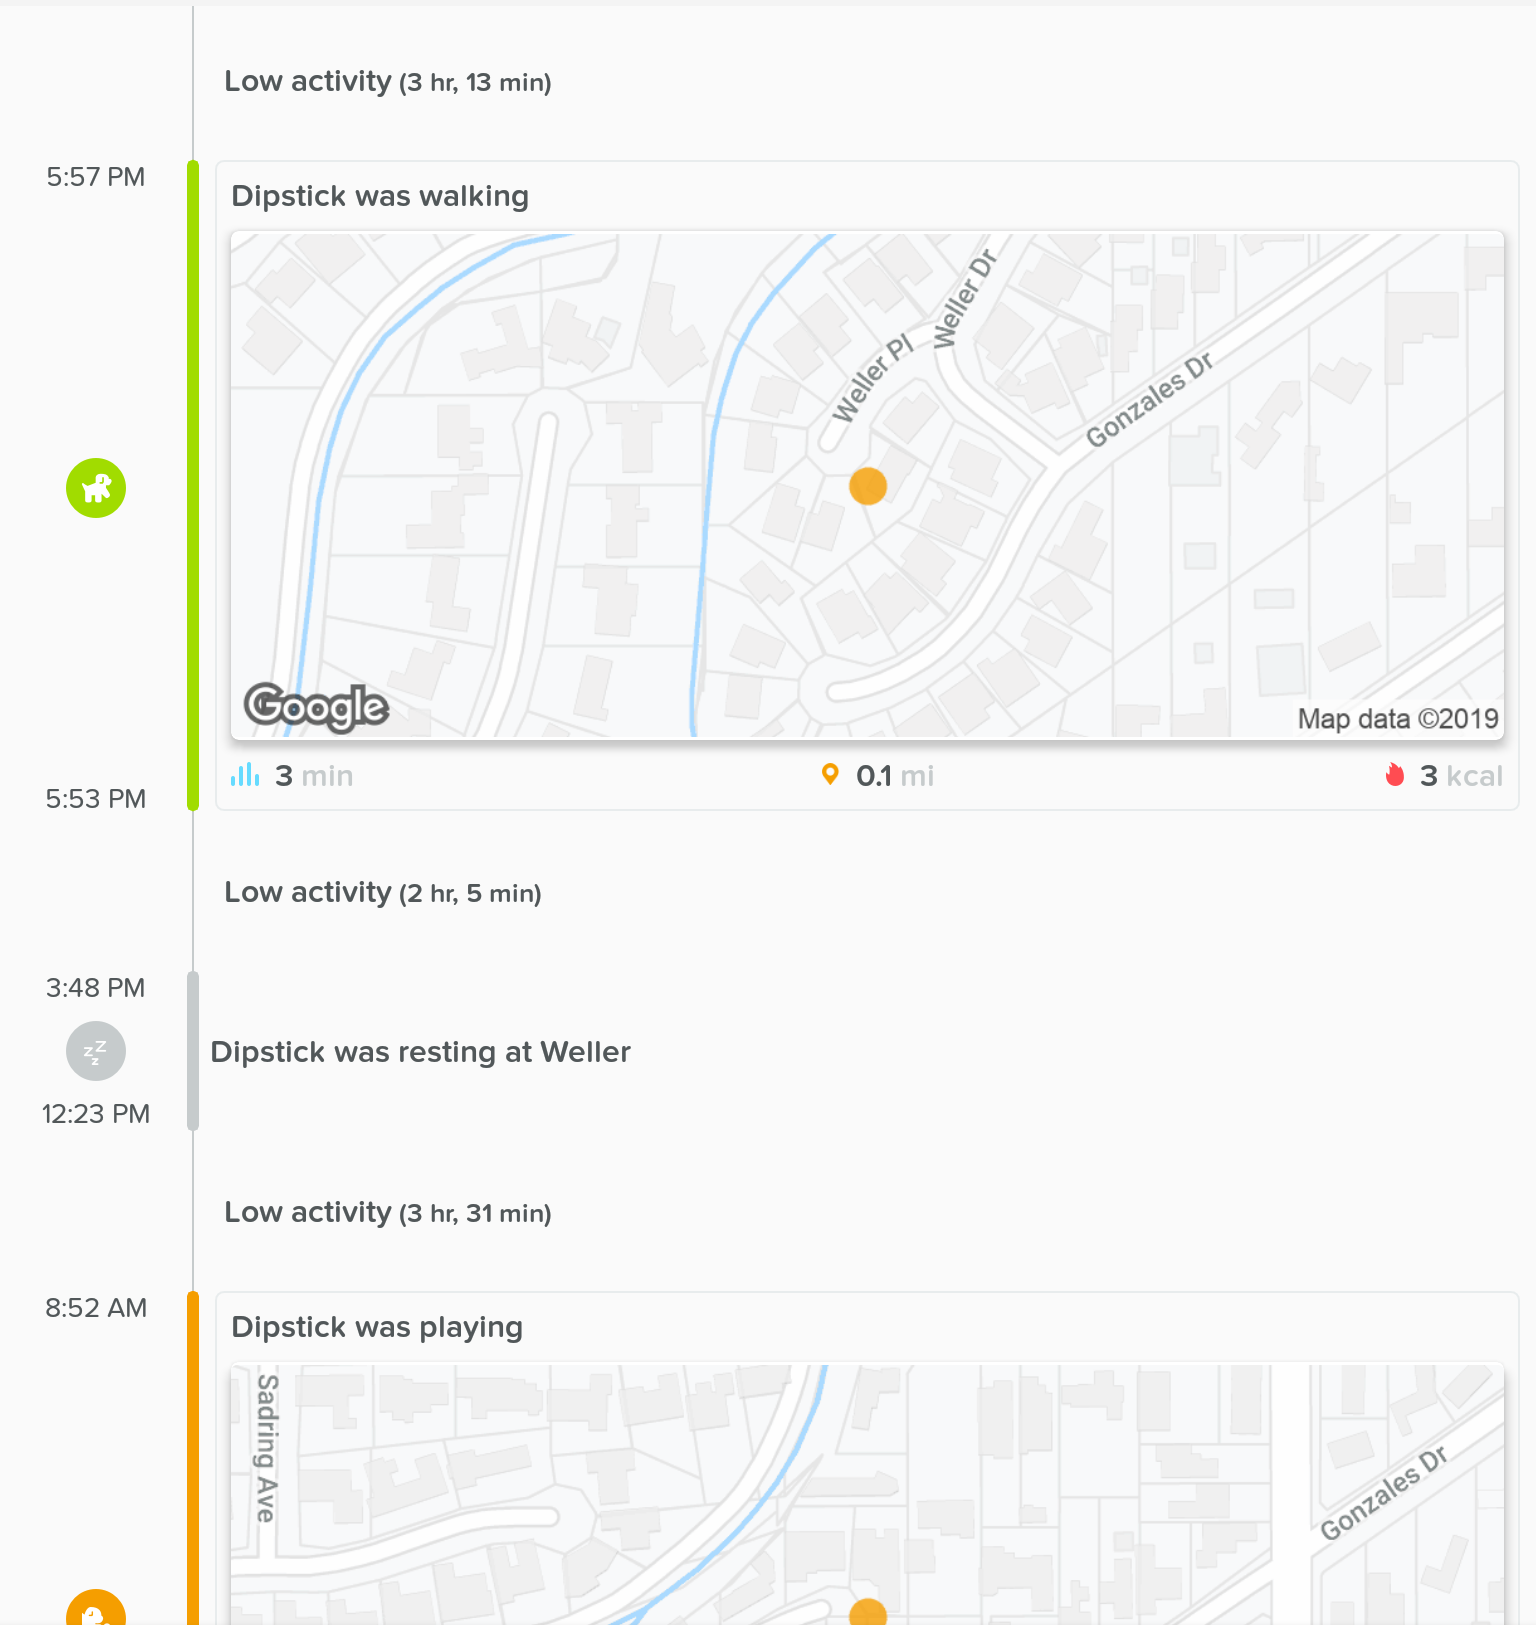 Low activity (3 hr, 13 min)
5:57 PM
Dipstick was walking
Weller Dr
Weller Pl
Gonzales Dr
Google
Map data ©2019
3 min
0.1 mi
3 kcal
5:53 PM
Low activity (2 hr, 5 min)
3:48 PM
zZz
Dipstick was resting at Weller
12:23 PM
Low activity (3 hr, 31 min)
8:52 AM
Dipstick was playing
Sadring Ave
Gonzales Dr